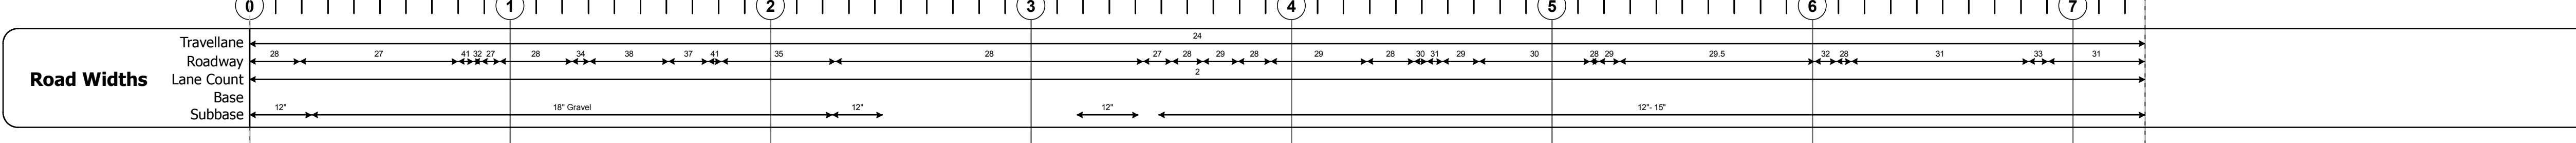 0 1 2 3 4 5 6 7
Road Widths
Travellane 24
Roadway 28 27 41 32 27 28 34 38 37 41 35 28 27 28 29 28 29 28 30 31 29 30 28 29 29.5 32 28 31 33 31
Lane Count 2
Base
Subbase 12" 18" Gravel 12" 12" 12"- 15"